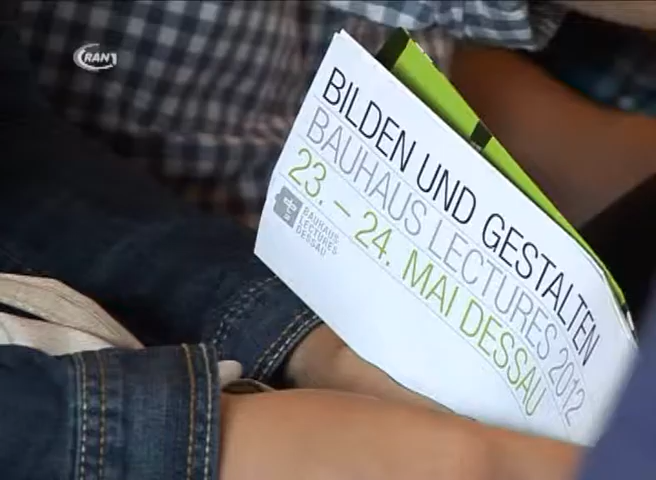 RAN1
BILDEN UND GESTALTEN
BAUHAUS LECTURES 2012
23. – 24. MAI DESSAU
BAUHAUS
LECTURES
DESSAU